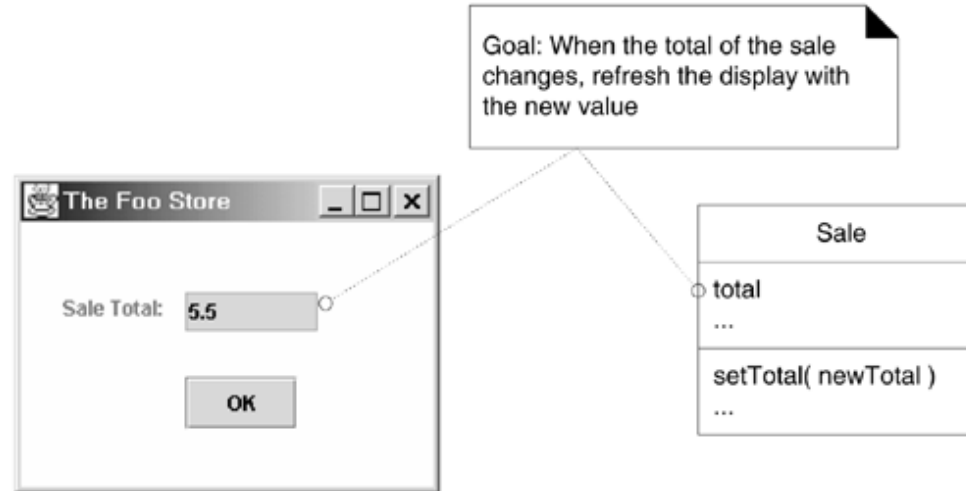 Goal: When the total of the sale
changes, refresh the display with
the new value
The Foo Store
Sale Total: 5.5
OK
Sale
total
...
setTotal( newTotal )
...